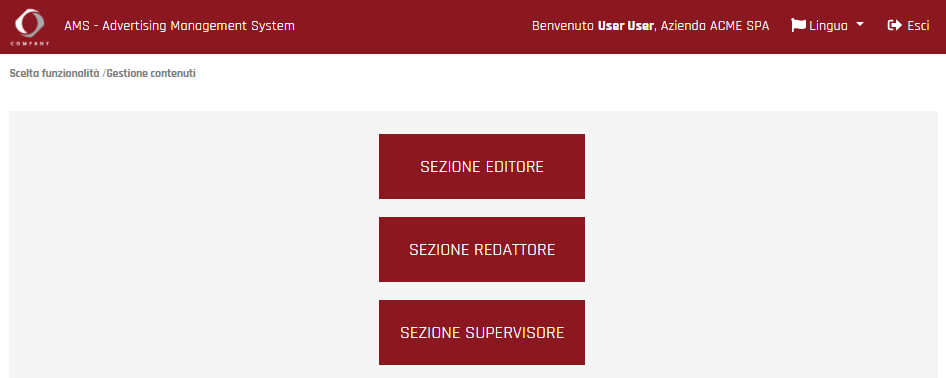 COMPANY
AMS - Advertising Management System
Benvenuto User User, Azienda ACME SPA
Lingua
Esci
Scelta funzionalità /Gestione contenuti
SEZIONE EDITORE
SEZIONE REDATTORE
SEZIONE SUPERVISORE